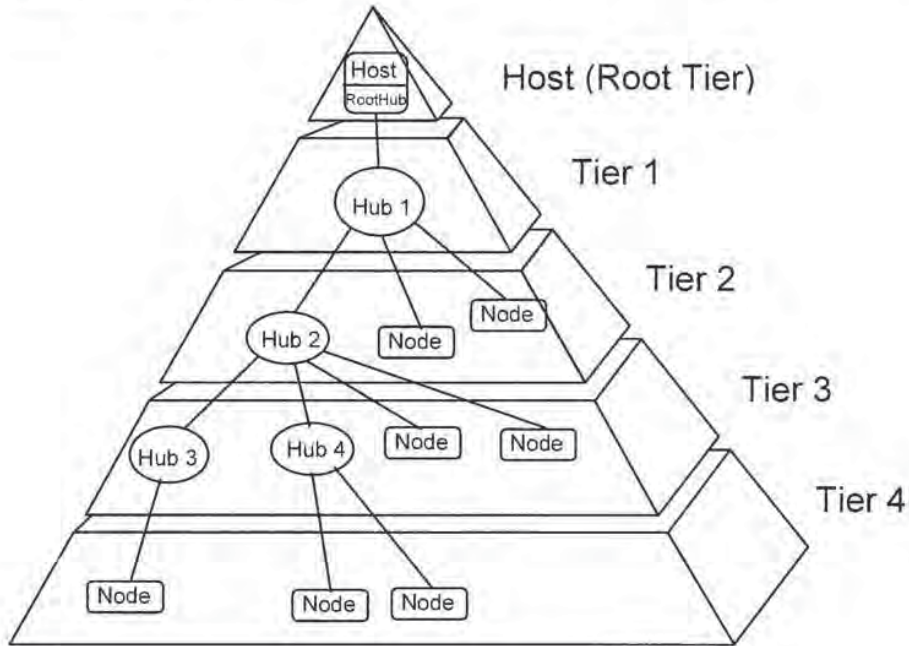 Host
RootHub
Host (Root Tier)
Tier 1
Hub 1
Tier 2
Node
Node
Hub 2
Tier 3
Node
Node
Hub 3
Hub 4
Tier 4
Node
Node
Node